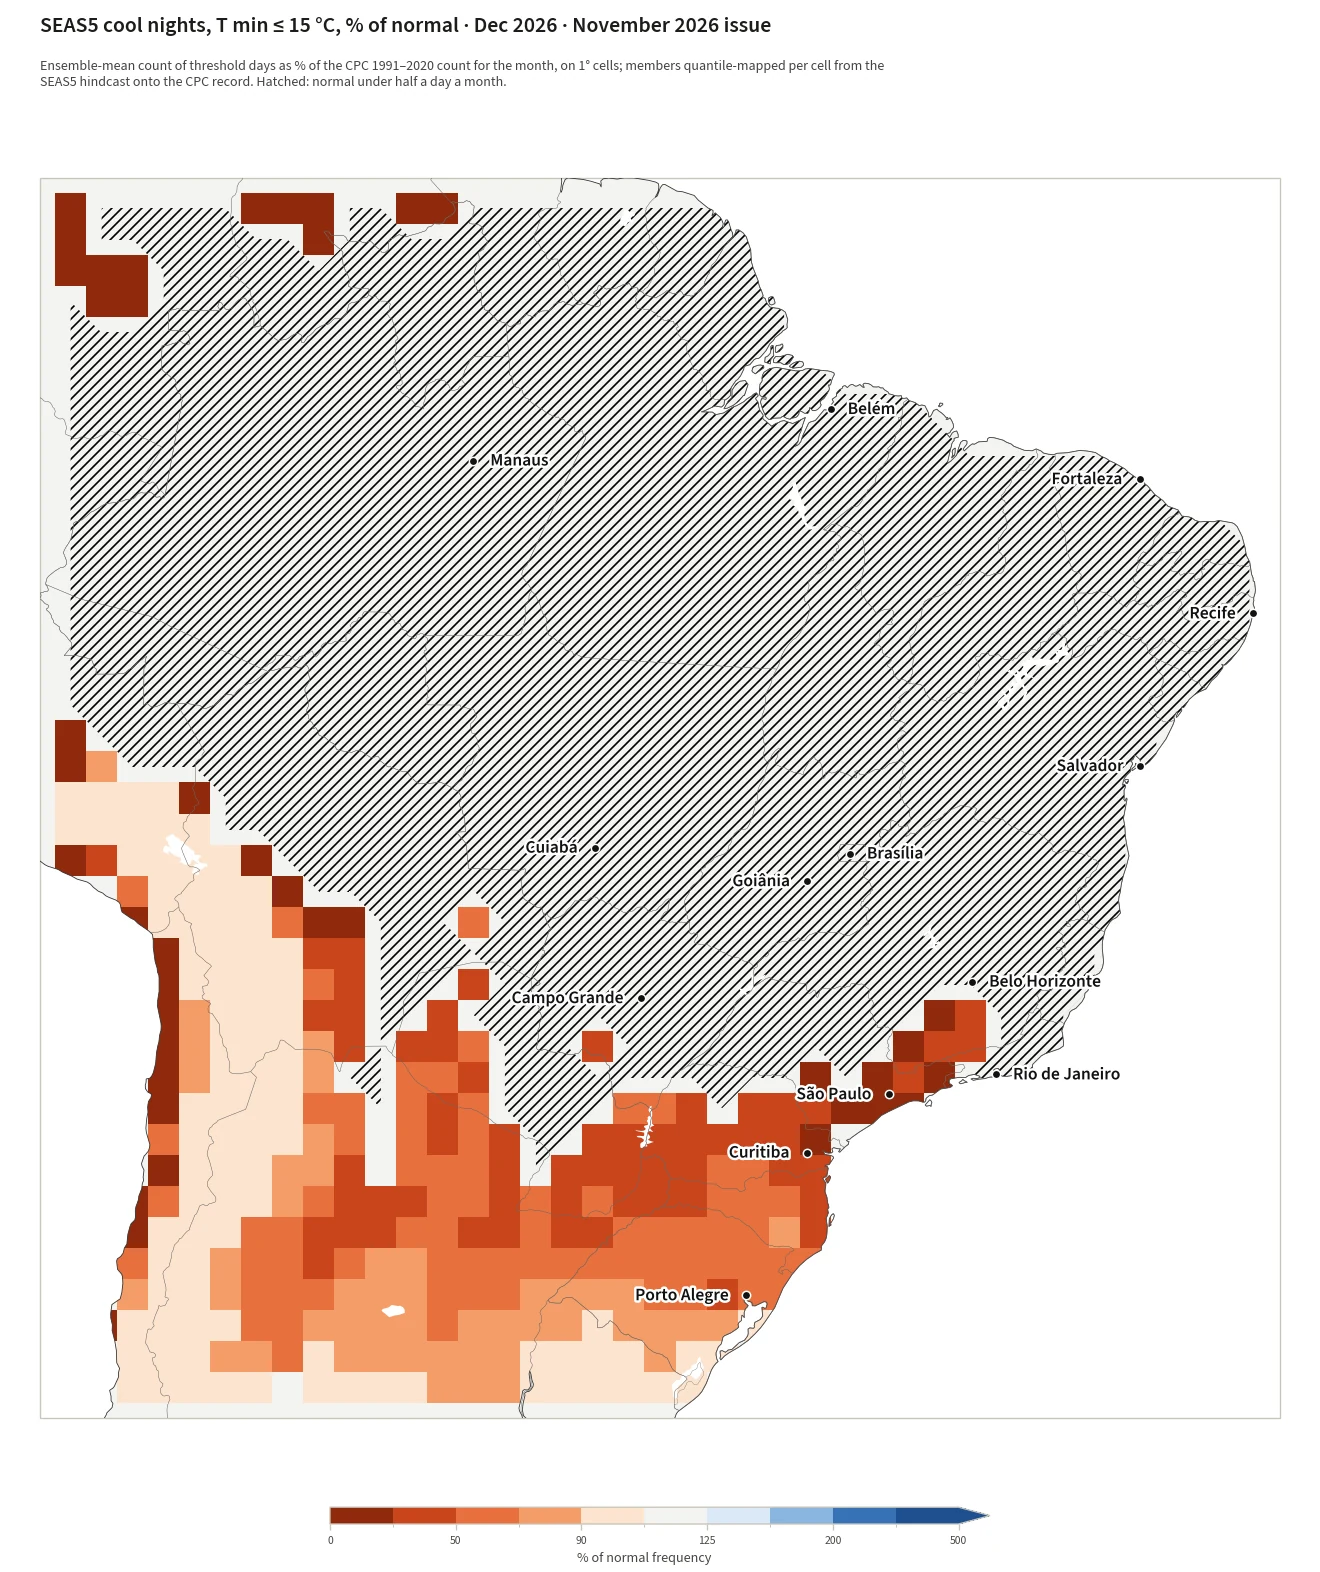 SEAS5 cool nights, T min ≤ 15 °C, % of normal · Dec 2026 · November 2026 issue
Ensemble-mean count of threshold days as % of the CPC 1991–2020 count for the month, on 1° cells; members quantile-mapped per cell from the
SEAS5 hindcast onto the CPC record. Hatched: normal under half a day a month.
Belém
Manaus
Fortaleza
Recife
Salvador
Cuiabá
Brasília
Goiânia
Belo Horizonte
Campo Grande
Rio de Janeiro
São Paulo
Curitiba
Porto Alegre
0 50 90 125 200 500
% of normal frequency